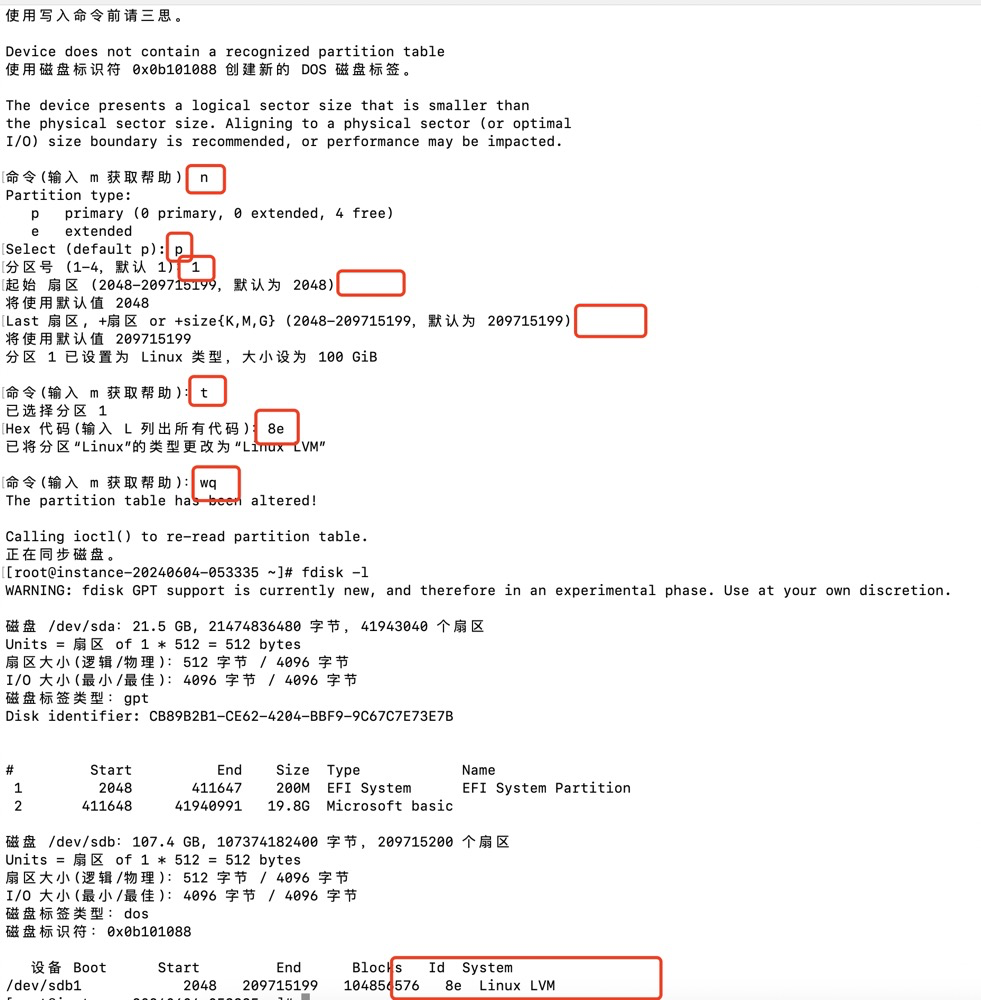 使用写入命令前请三思。
Device does not contain a recognized partition table
使用磁盘标识符 0x0b101088 创建新的 DOS 磁盘标签。
The device presents a logical sector size that is smaller than
the physical sector size. Aligning to a physical sector (or optimal
I/O) size boundary is recommended, or performance may be impacted.
命令(输入 m 获取帮助): n
Partition type:
   p   primary (0 primary, 0 extended, 4 free)
   e   extended
Select (default p): p
分区号 (1-4, 默认 1): 1
起始 扇区 (2048-209715199, 默认为 2048):
将使用默认值 2048
Last 扇区, +扇区 or +size{K,M,G} (2048-209715199, 默认为 209715199):
将使用默认值 209715199
分区 1 已设置为 Linux 类型, 大小设为 100 GiB
命令(输入 m 获取帮助): t
已选择分区 1
Hex 代码(输入 L 列出所有代码): 8e
已将分区“Linux”的类型更改为“Linux LVM”
命令(输入 m 获取帮助): wq
The partition table has been altered!
Calling ioctl() to re-read partition table.
正在同步磁盘。
[[root@instance-20240604-053335 ~]# fdisk -l
WARNING: fdisk GPT support is currently new, and therefore in an experimental phase. Use at your own discretion.
磁盘 /dev/sda: 21.5 GB, 21474836480 字节, 41943040 个扇区
Units = 扇区 of 1 * 512 = 512 bytes
扇区大小(逻辑/物理): 512 字节 / 4096 字节
I/O 大小(最小/最佳): 4096 字节 / 4096 字节
磁盘标签类型: gpt
Disk identifier: CB89B2B1-CE62-4204-BBF9-9C67C7E73E7B
#         Start          End    Size  Type            Name
 1         2048       411647    200M  EFI System      EFI System Partition
 2       411648     41940991   19.8G  Microsoft basic
磁盘 /dev/sdb: 107.4 GB, 107374182400 字节, 209715200 个扇区
Units = 扇区 of 1 * 512 = 512 bytes
扇区大小(逻辑/物理): 512 字节 / 4096 字节
I/O 大小(最小/最佳): 4096 字节 / 4096 字节
磁盘标签类型: dos
磁盘标识符: 0x0b101088
   设备 Boot      Start         End      Blocks   Id  System
/dev/sdb1            2048   209715199   104856576   8e  Linux LVM